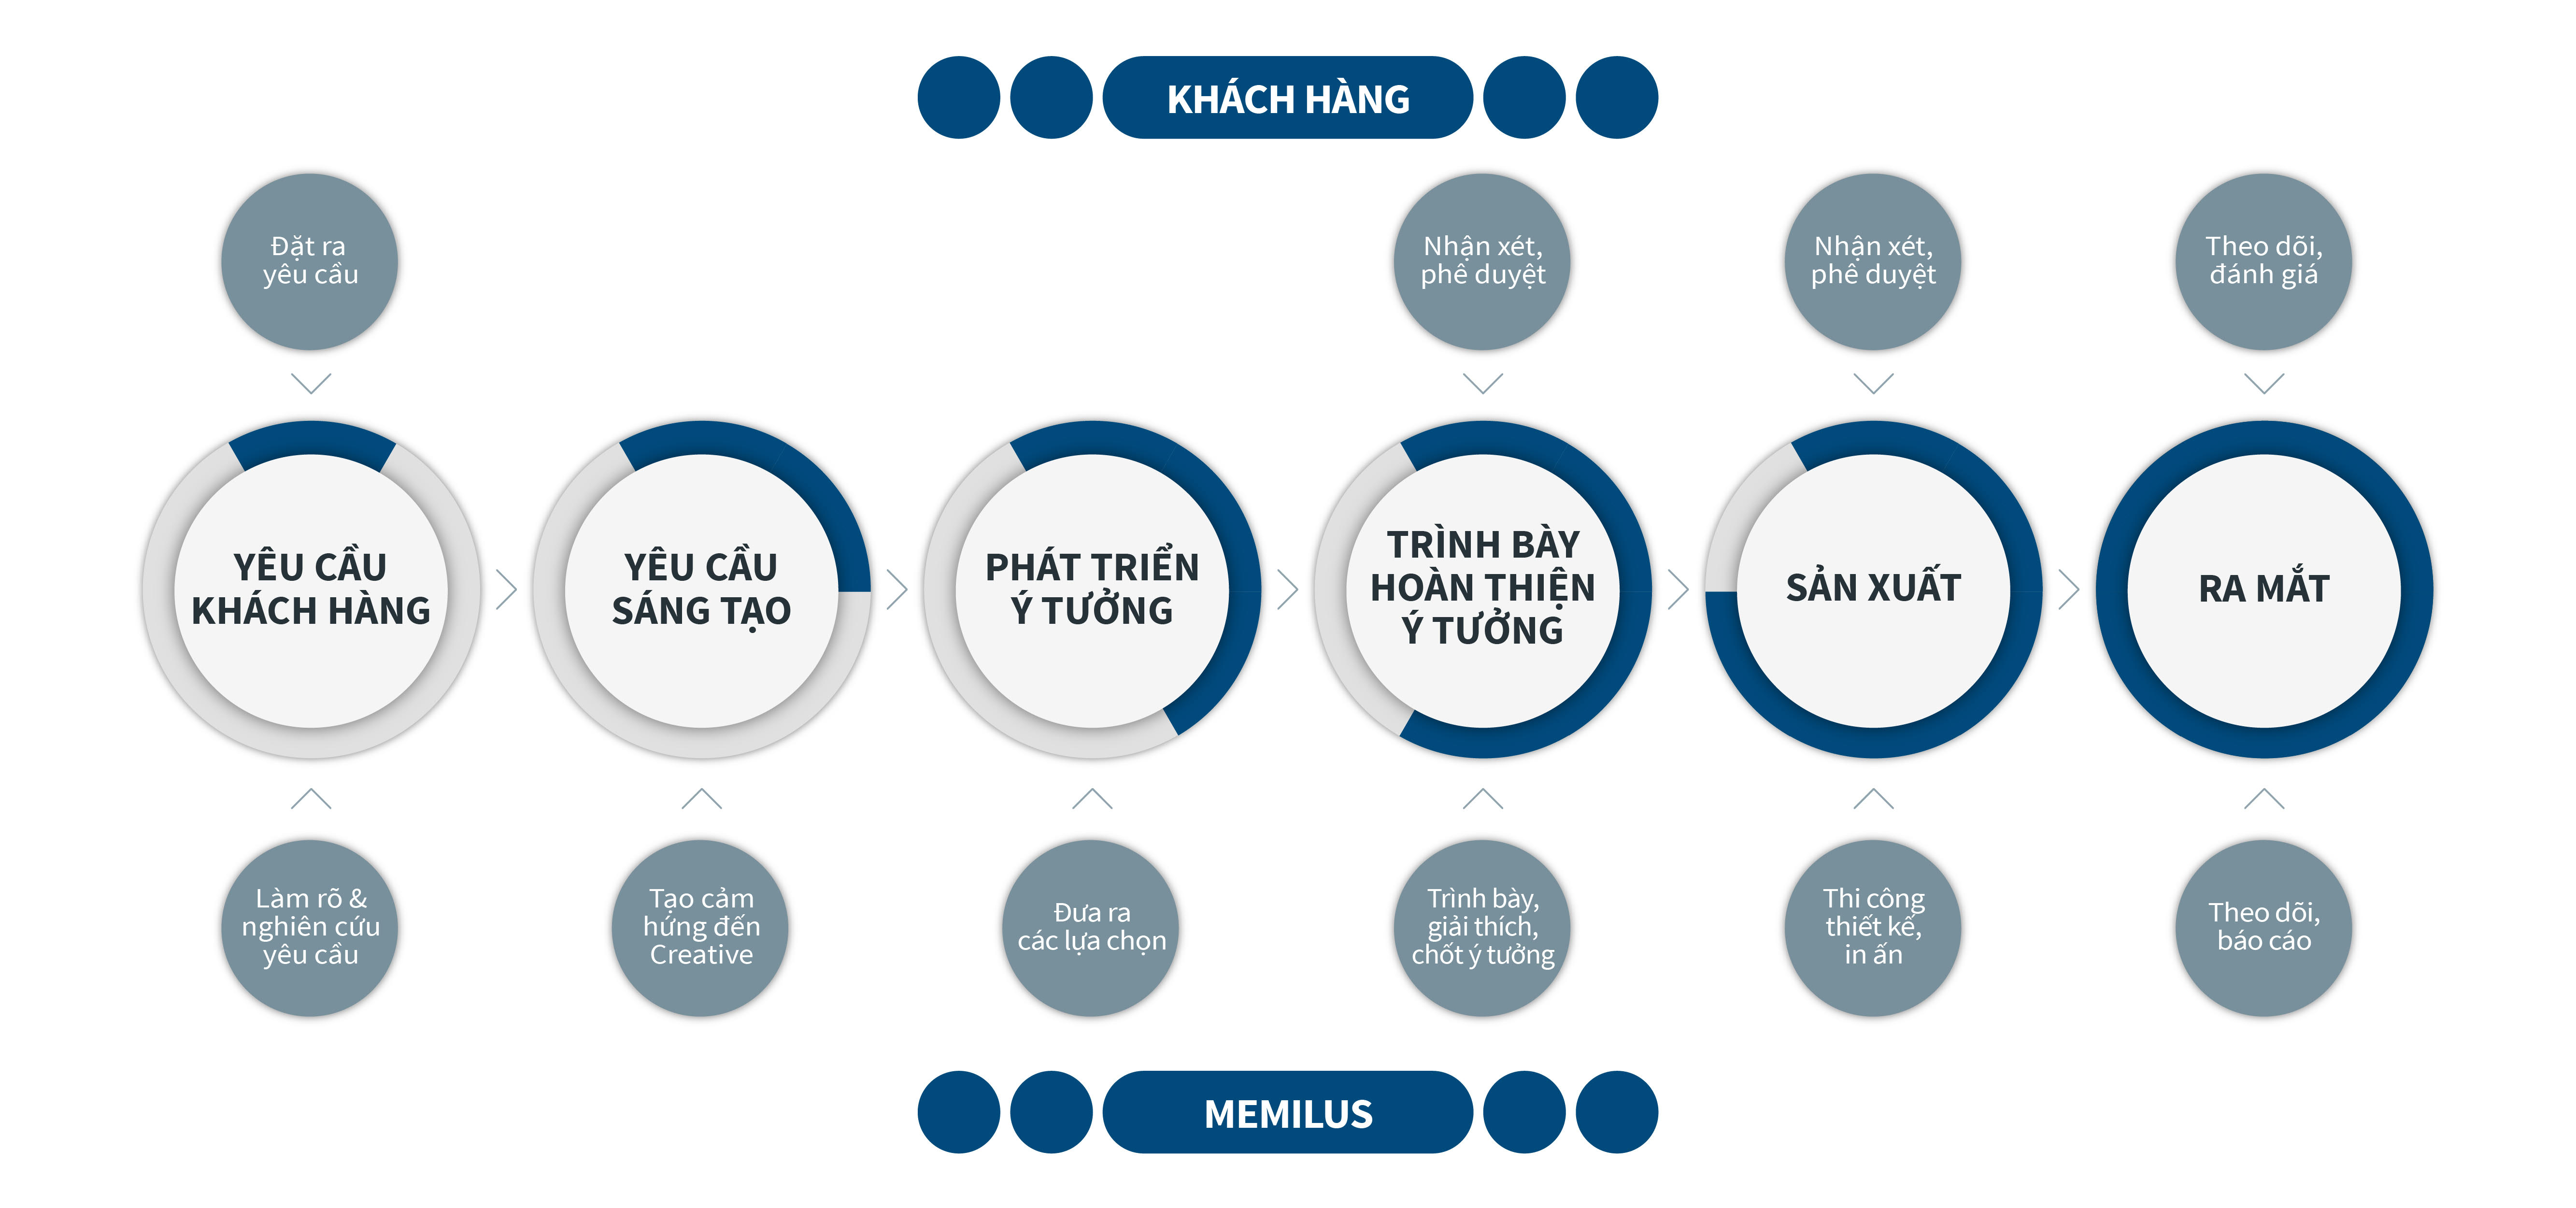 KHÁCH HÀNG
Đặt ra
yêu cầu
Nhận xét,
phê duyệt
Nhận xét,
phê duyệt
Theo dõi,
đánh giá
YÊU CẦU
KHÁCH HÀNG
YÊU CẦU
SÁNG TẠO
PHÁT TRIỂN
Ý TƯỞNG
TRÌNH BÀY
HOÀN THIỆN
Ý TƯỞNG
SẢN XUẤT
RA MẮT
Làm rõ &
nghiên cứu
yêu cầu
Tạo cảm
hứng đến
Creative
Đưa ra
các lựa chọn
Trình bày,
giải thích,
chốt ý tưởng
Thi công
thiết kế,
in ấn
Theo dõi,
báo cáo
MEMILUS